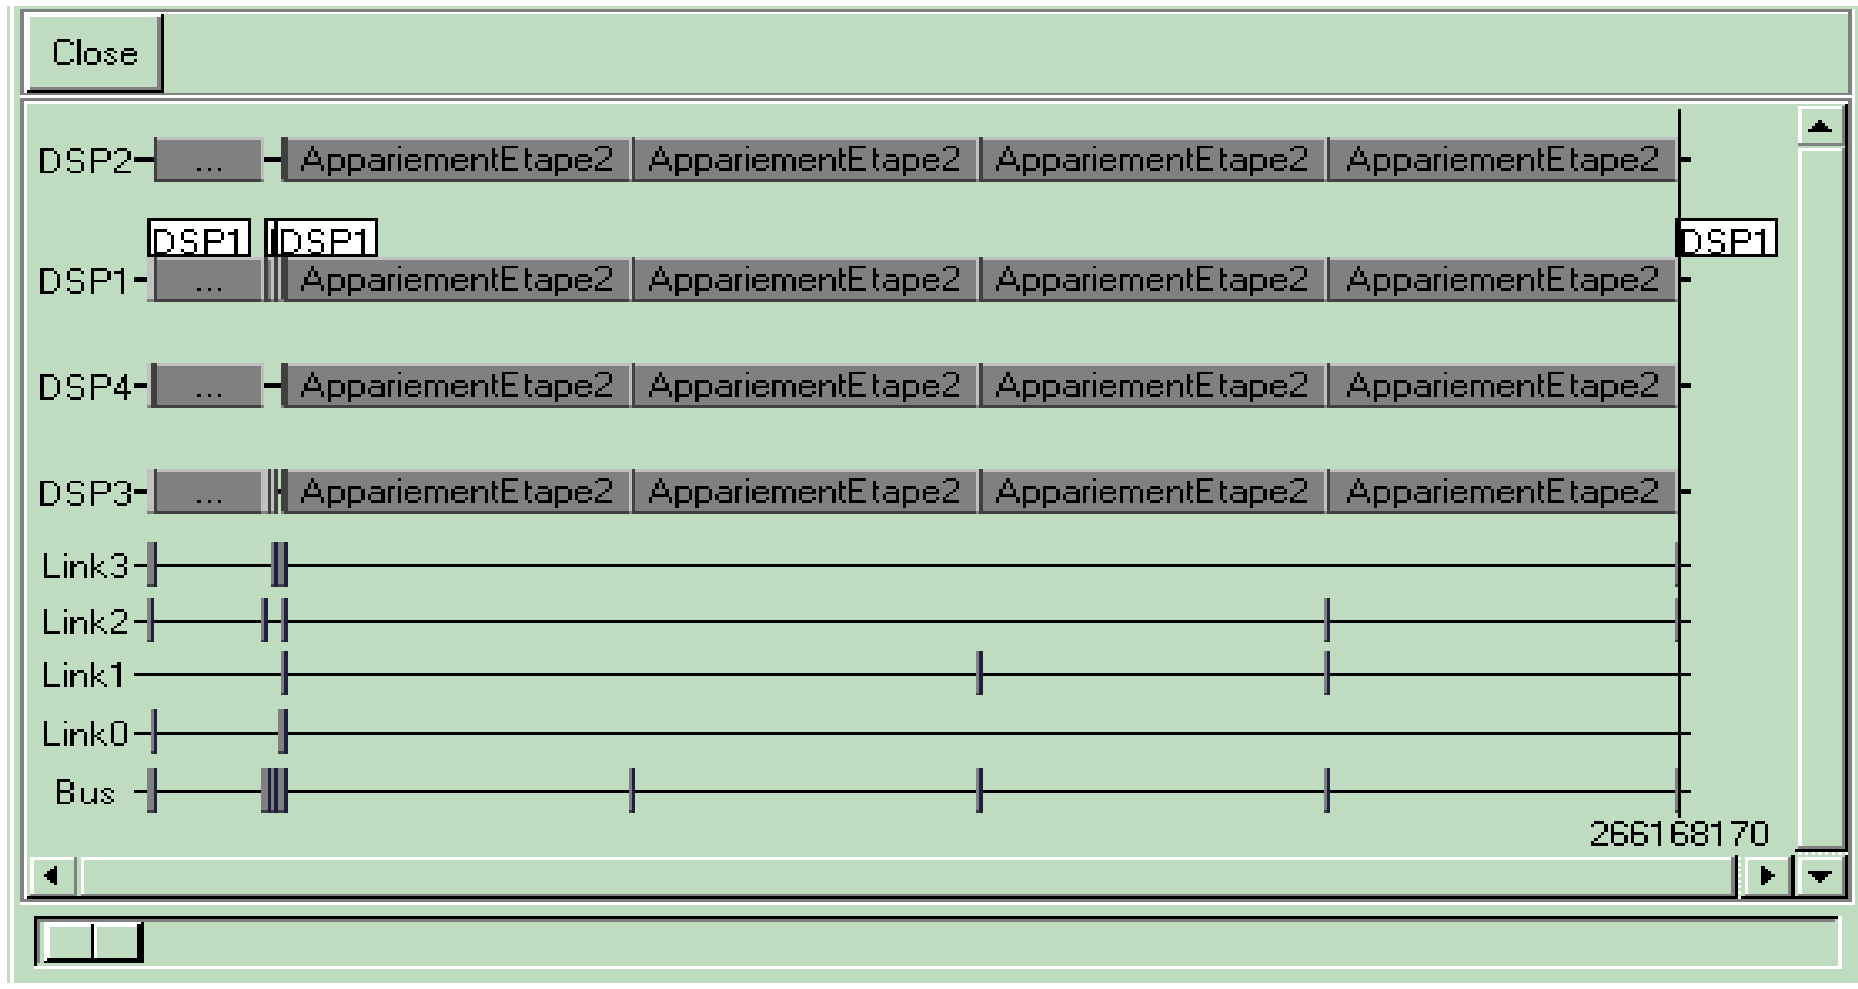 Close
DSP2 ... AppariementEtape2 AppariementEtape2 AppariementEtape2 AppariementEtape2
DSP1 DSP1 DSP1
DSP1 ... AppariementEtape2 AppariementEtape2 AppariementEtape2 AppariementEtape2
DSP4 ... AppariementEtape2 AppariementEtape2 AppariementEtape2 AppariementEtape2
DSP3 ... AppariementEtape2 AppariementEtape2 AppariementEtape2 AppariementEtape2
Link3
Link2
Link1
Link0
Bus
266168170